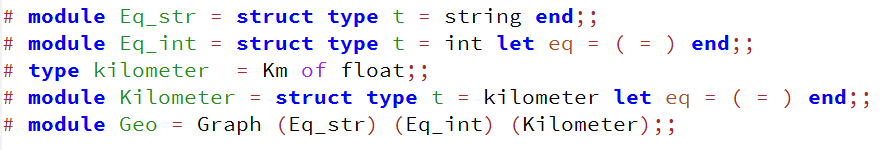 # module Eq_str = struct type t = string end;;
# module Eq_int = struct type t = int let eq = ( = ) end;;
# type kilometer  = Km of float;;
# module Kilometer = struct type t = kilometer let eq = ( = ) end;;
# module Geo = Graph (Eq_str) (Eq_int) (Kilometer);;